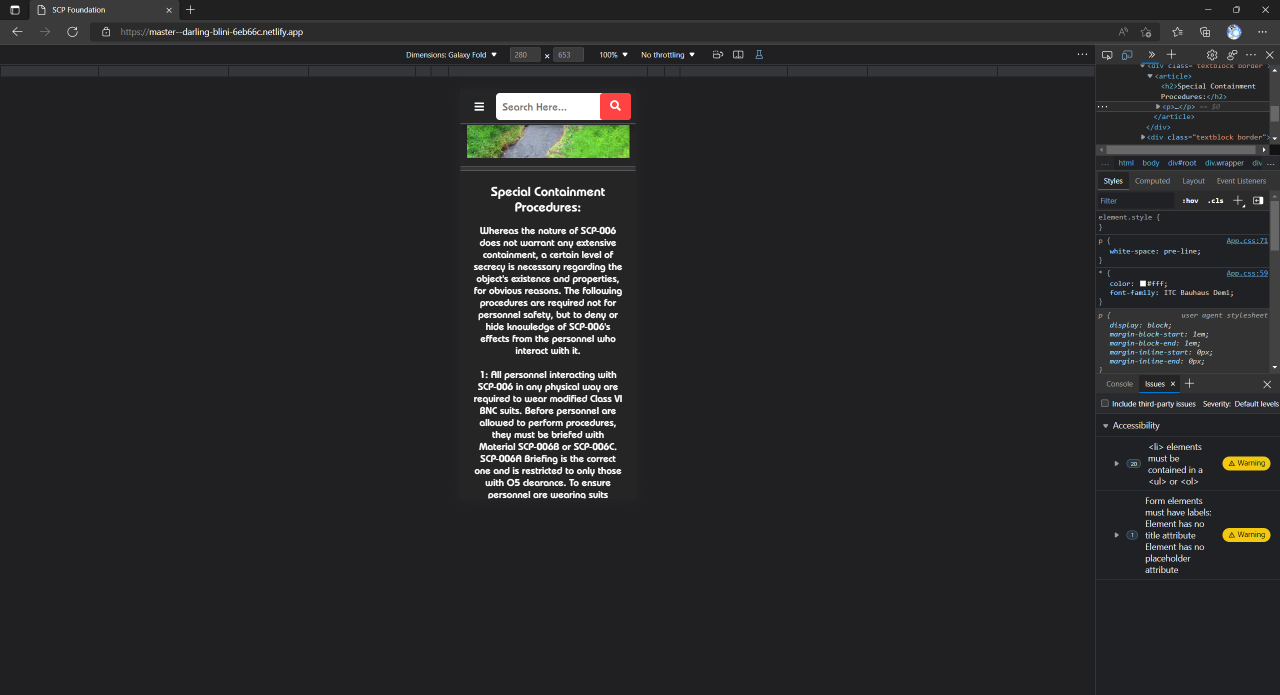 SCP Foundation
https://master--darling-blini-6eb66c.netlify.app
Dimensions: Galaxy Fold 280 × 653 100% No throttling
Search Here...
Special Containment
Procedures:
Whereas the nature of SCP-006
does not warrant any extensive
containment, a certain level of
secrecy is necessary regarding the
object's existence and properties,
for obvious reasons. The following
procedures are required not for
personnel safety, but to deny or
hide knowledge of SCP-006's
effects from the personnel who
interact with it.
1: All personnel interacting with
SCP-006 in any physical way are
required to wear modified Class VI
BNC suits. Before personnel are
allowed to perform procedures,
they must be briefed with
Material SCP-006B or SCP-006C.
SCP-006A Briefing is the correct
one and is restricted to only those
with O5 clearance. To ensure
personnel are wearing suits
<div class="textblock border"
<article>
<h2>Special Containment
Procedures:</h2>
<p>…</p> == $0
</article>
</div>
<div class="textblock border">
html body div#root div.wrapper div
Styles Computed Layout Event Listeners
Filter :hov .cls
element.style {
}
p { App.css:71
white-space: pre-line;
}
* { App.css:59
color: #fff;
font-family: ITC Bauhaus Demi;
}
p { user agent stylesheet
display: block;
margin-block-start: 1em;
margin-block-end: 1em;
margin-inline-start: 0px;
margin-inline-end: 0px;
}
Console Issues
Include third-party issues Severity: Default levels
Accessibility
20 <li> elements
must be
contained in a
<ul> or <ol>
Warning
Form elements
must have labels:
Element has no
1 title attribute Warning
Element has no
placeholder
attribute